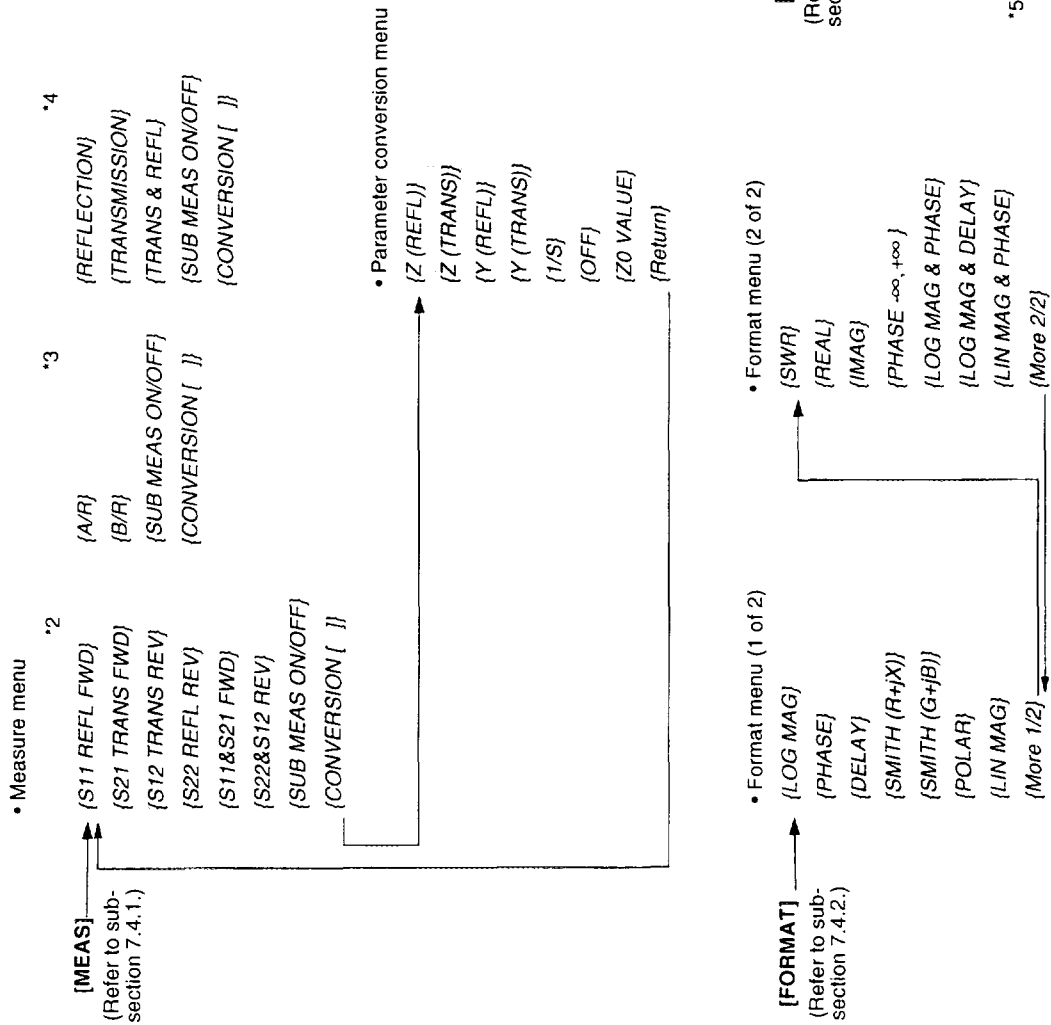 • Measure menu
*2
*3
*4
[MEAS]
(Refer to sub-
section 7.4.1.)
{S11 REFL FWD}
{S21 TRANS FWD}
{S12 TRANS REV}
{S22 REFL REV}
{S11&S21 FWD}
{S22&S12 REV}
{SUB MEAS ON/OFF}
{CONVERSION [ ]}
{A/R}
{B/R}
{SUB MEAS ON/OFF}
{CONVERSION [ ]}
{REFLECTION}
{TRANSMISSION}
{TRANS & REFL}
{SUB MEAS ON/OFF}
{CONVERSION [ ]}
• Parameter conversion menu
{Z (REFL)}
{Z (TRANS)}
{Y (REFL)}
{Y (TRANS)}
{1/S}
{OFF}
{Z0 VALUE}
{Return}
[FORMAT]
(Refer to sub-
section 7.4.2.)
• Format menu (1 of 2)
{LOG MAG}
{PHASE}
{DELAY}
{SMITH (R+jX)}
{SMITH (G+jB)}
{POLAR}
{LIN MAG}
{More 1/2}
• Format menu (2 of 2)
{SWR}
{REAL}
{IMAG}
{PHASE -∞, +∞ }
{LOG MAG & PHASE}
{LOG MAG & DELAY}
{LIN MAG & PHASE}
{More 2/2}
*5